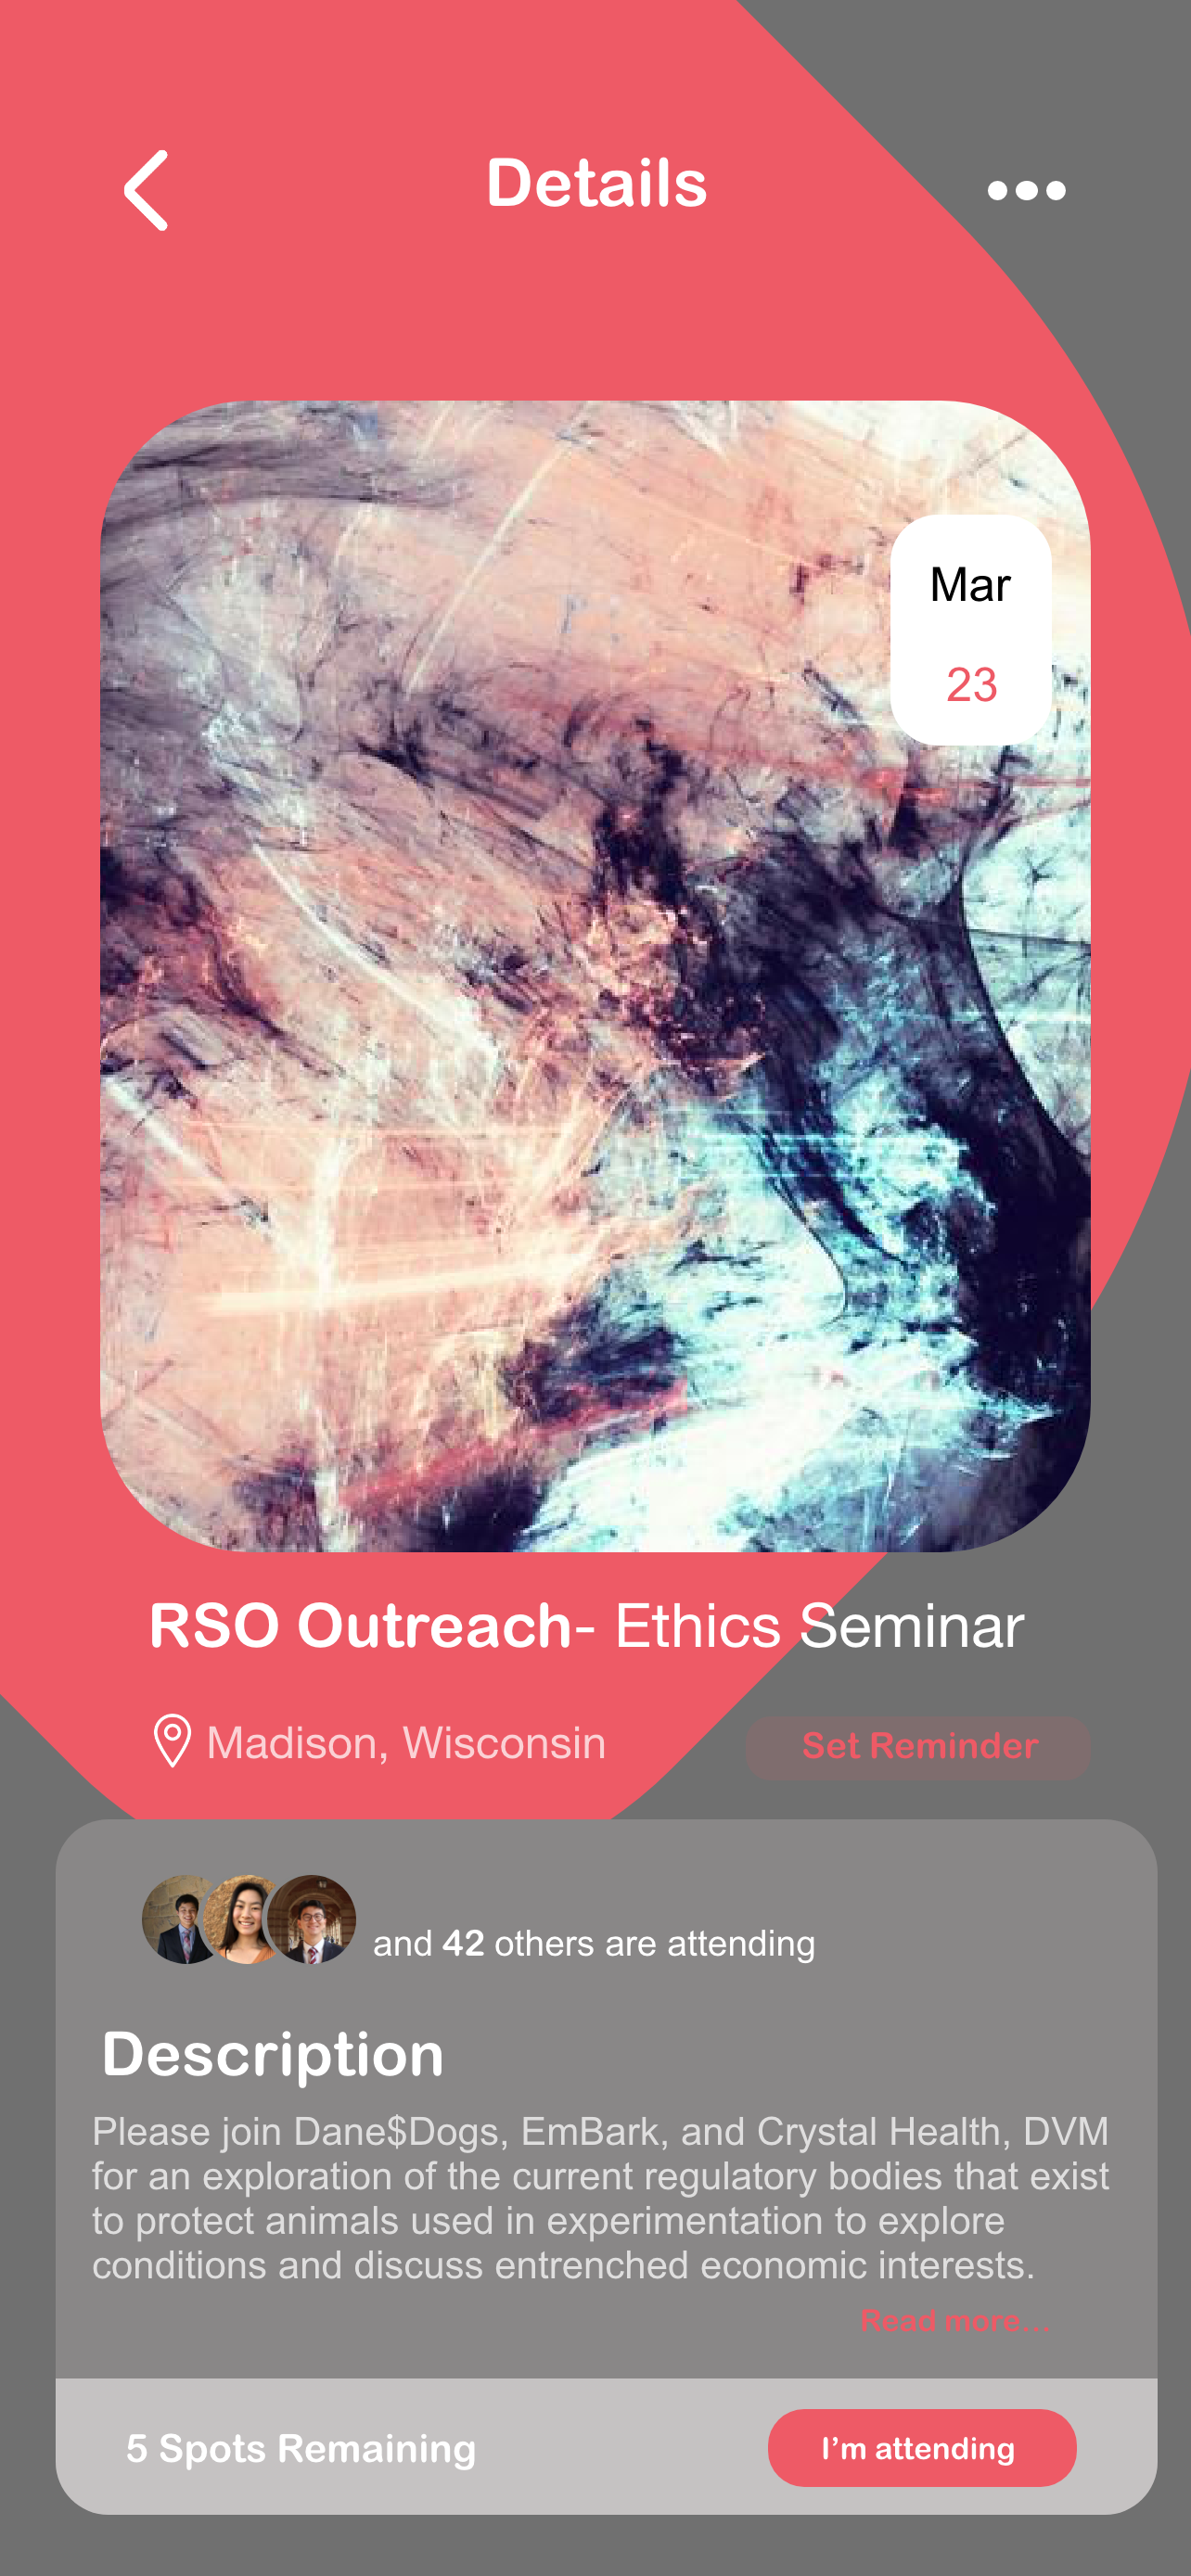 Details
Mar
23
RSO Outreach- Ethics Seminar
Madison, Wisconsin
Set Reminder
and 42 others are attending
Description
Please join Dane$Dogs, EmBark, and Crystal Health, DVM
for an exploration of the current regulatory bodies that exist
to protect animals used in experimentation to explore
conditions and discuss entrenched economic interests.
Read more...
5 Spots Remaining
I’m attending